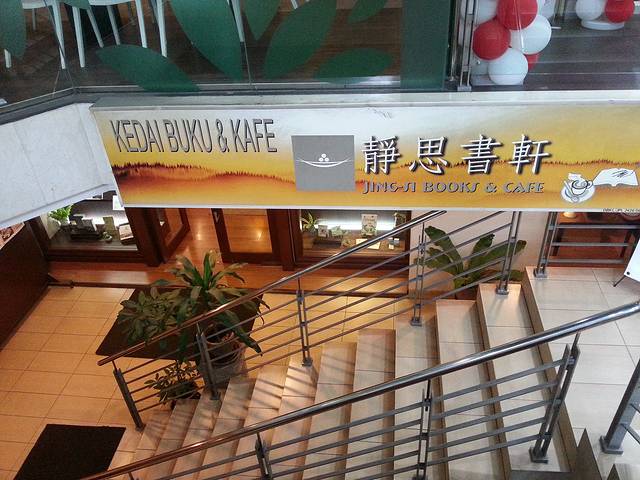 KEDAI BUKU & KAFE
靜思書軒
JING-SI BOOKS & CAFE